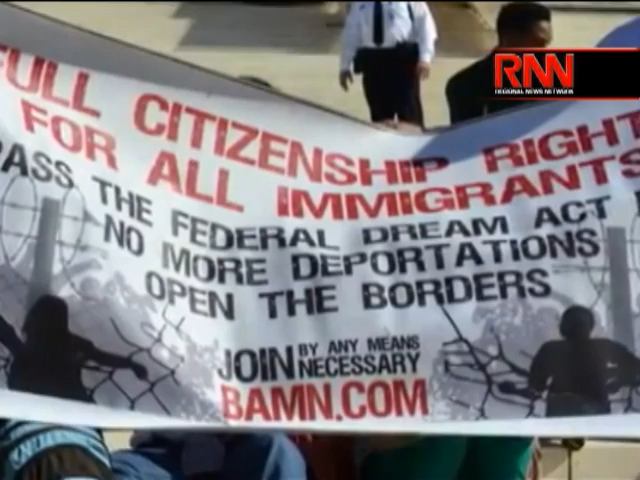 RNN
REGIONAL NEWS NETWORK
FULL CITIZENSHIP RIGHTS
FOR ALL IMMIGRANTS
PASS THE FEDERAL DREAM ACT
NO MORE DEPORTATIONS
OPEN THE BORDERS
JOIN BY ANY MEANS
NECESSARY
BAMN.COM